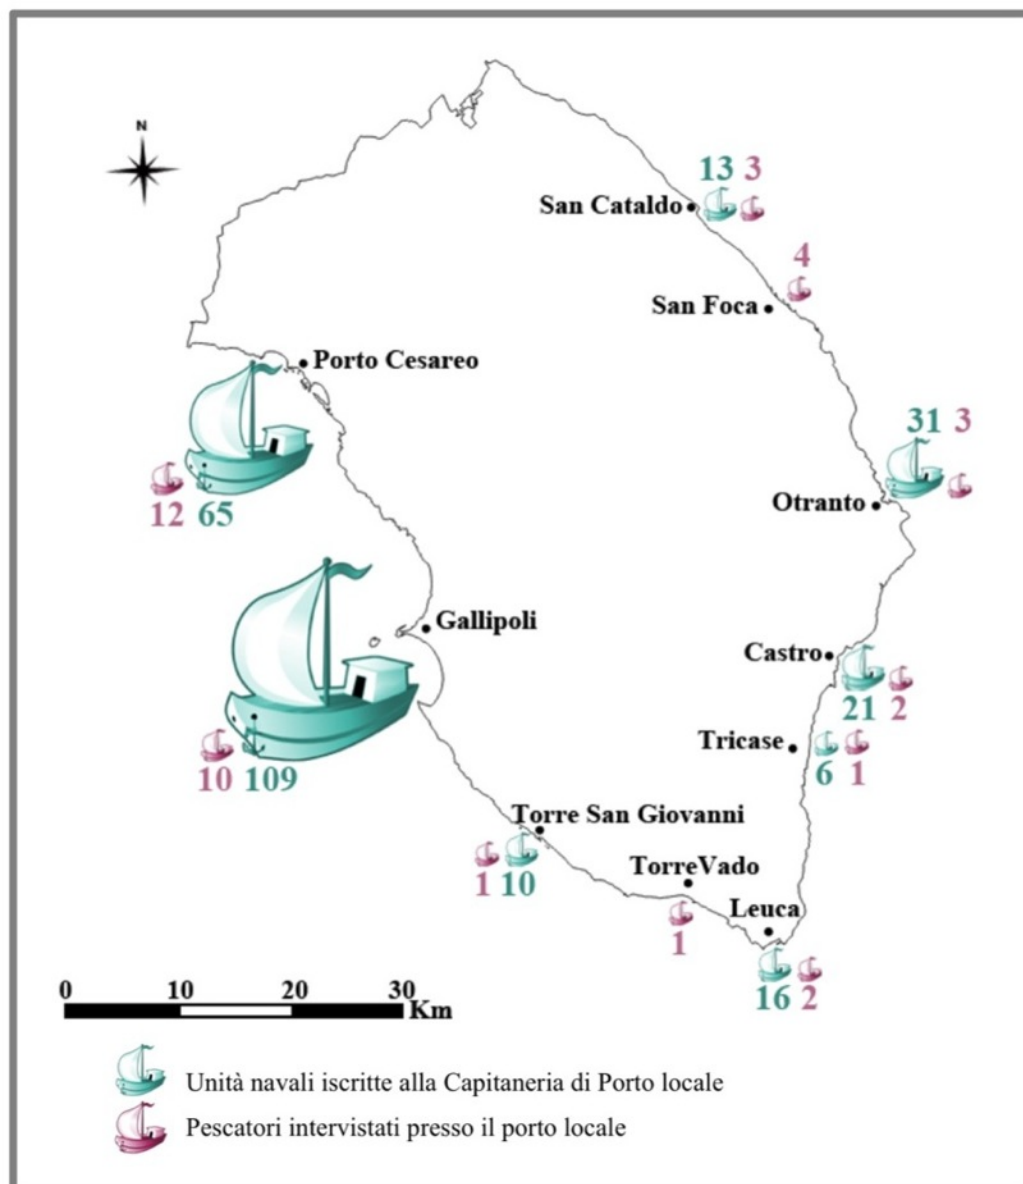 N
13 3
San Cataldo
4
San Foca
Porto Cesareo
31 3
Otranto
12 65
Gallipoli
Castro
21 2
Tricase
6 1
10 109
Torre San Giovanni
1 10
TorreVado
1
Leuca
16 2
0 10 20 30
Km
Unità navali iscritte alla Capitaneria di Porto locale
Pescatori intervistati presso il porto locale